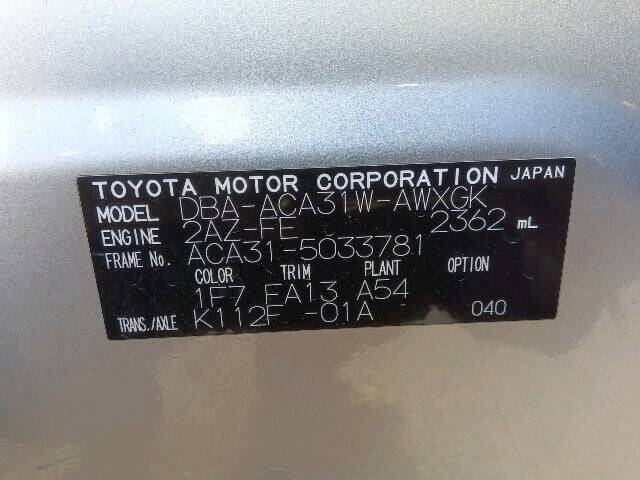 TOYOTA MOTOR CORPORATION JAPAN
MODEL DBA-ACA31W-AWXGK
ENGINE 2AZ-FE 2362 mL
FRAME No. ACA31-5033781
COLOR TRIM PLANT OPTION
1F7 FA13 A54
TRANS./AXLE K112F -01A 040